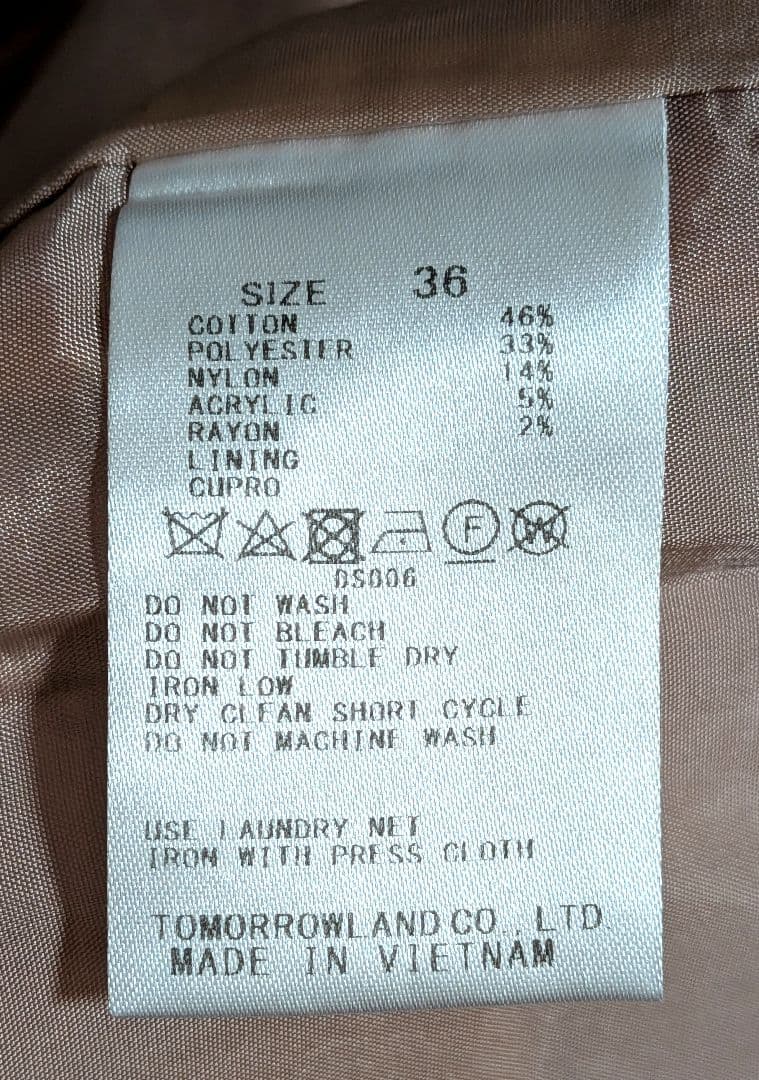 SIZE 36
COTTON 46%
POLYESTER 33%
NYLON 14%
ACRYLIC 5%
RAYON 2%
LINING
CUPRO
F W
DS006
DO NOT WASH
DO NOT BLEACH
DO NOT TUMBLE DRY
IRON LOW
DRY CLEAN SHORT CYCLE
DO NOT MACHINE WASH
USE LAUNDRY NET
IRON WITH PRESS CLOTH
TOMORROWLAND CO., LTD.
MADE IN VIETNAM